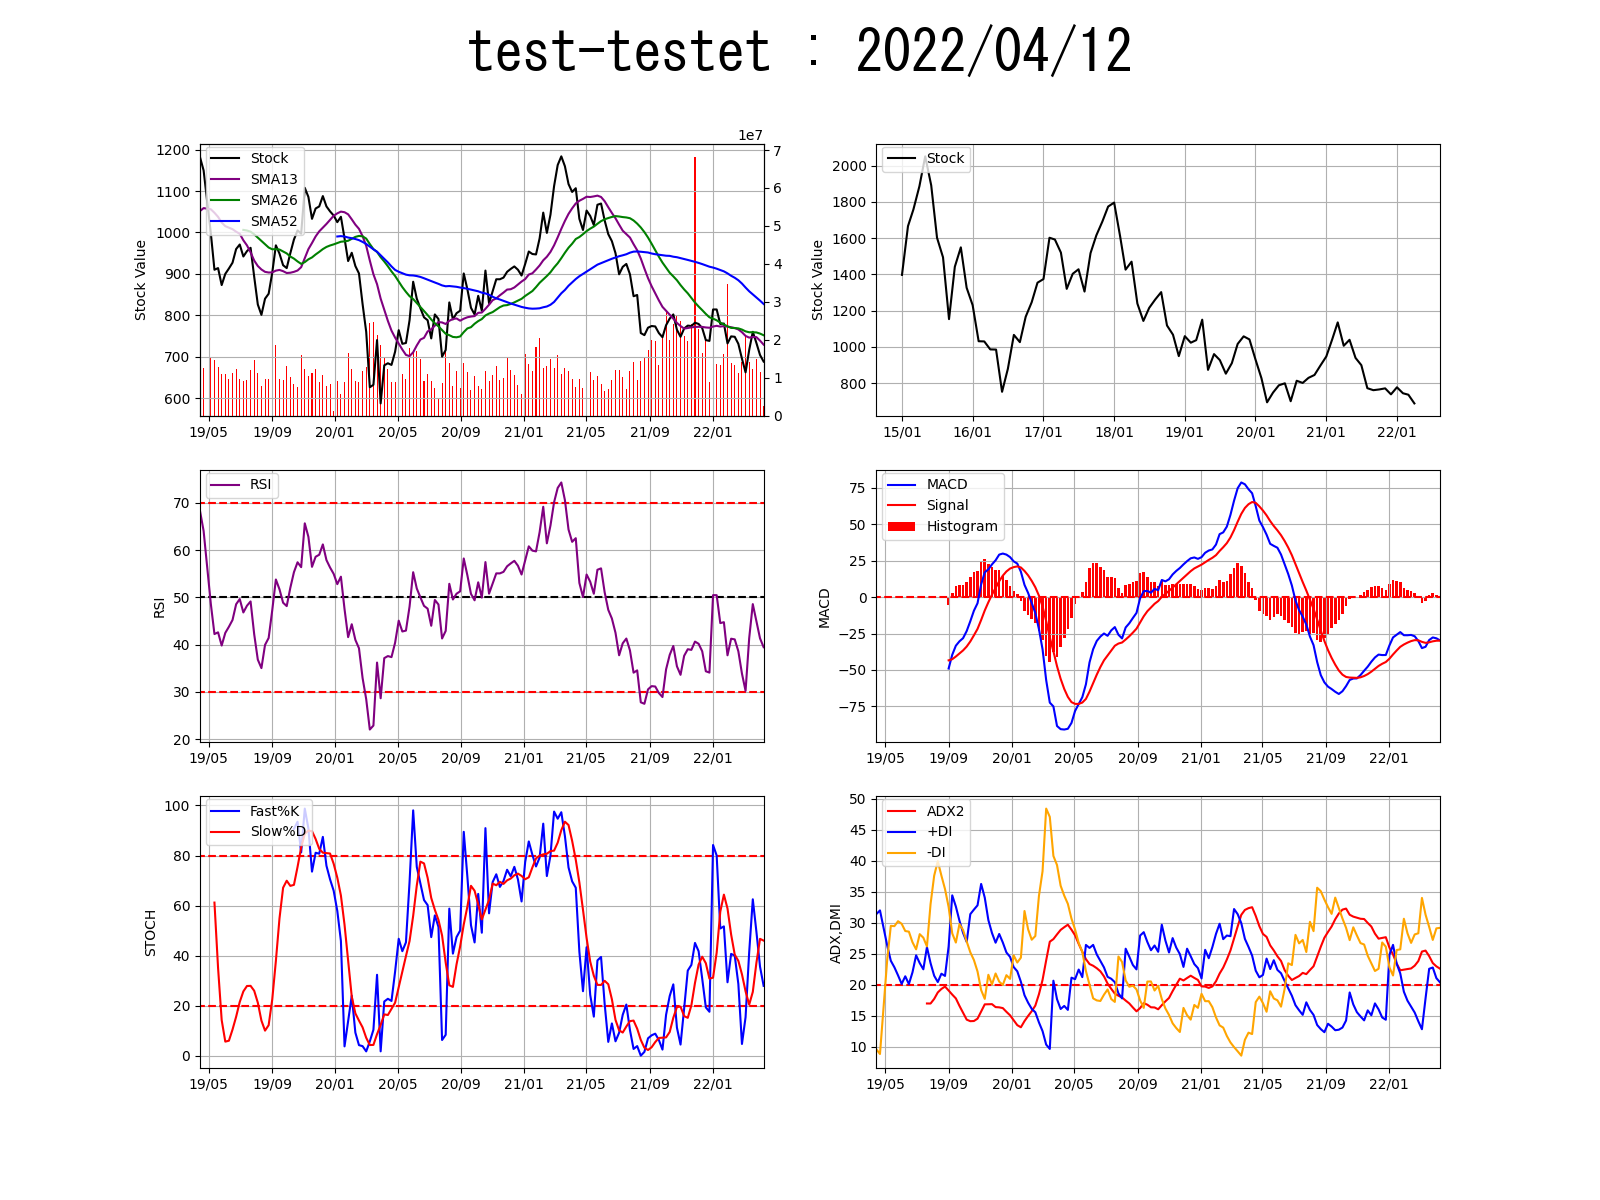 test-testet : 2022/04/12
1e7
Stock Value
1200
1100
1000
900
800
700
600
Stock
SMA13
SMA26
SMA52
7
6
5
4
3
2
1
0
19/05 19/09 20/01 20/05 20/09 21/01 21/05 21/09 22/01
Stock Value
2000
1800
1600
1400
1200
1000
800
Stock
15/01 16/01 17/01 18/01 19/01 20/01 21/01 22/01
RSI
70
60
50
40
30
20
RSI
19/05 19/09 20/01 20/05 20/09 21/01 21/05 21/09 22/01
MACD
75
50
25
0
−25
−50
−75
MACD
Signal
Histogram
19/05 19/09 20/01 20/05 20/09 21/01 21/05 21/09 22/01
STOCH
100
80
60
40
20
0
Fast%K
Slow%D
19/05 19/09 20/01 20/05 20/09 21/01 21/05 21/09 22/01
ADX,DMI
50
45
40
35
30
25
20
15
10
ADX2
+DI
-DI
19/05 19/09 20/01 20/05 20/09 21/01 21/05 21/09 22/01